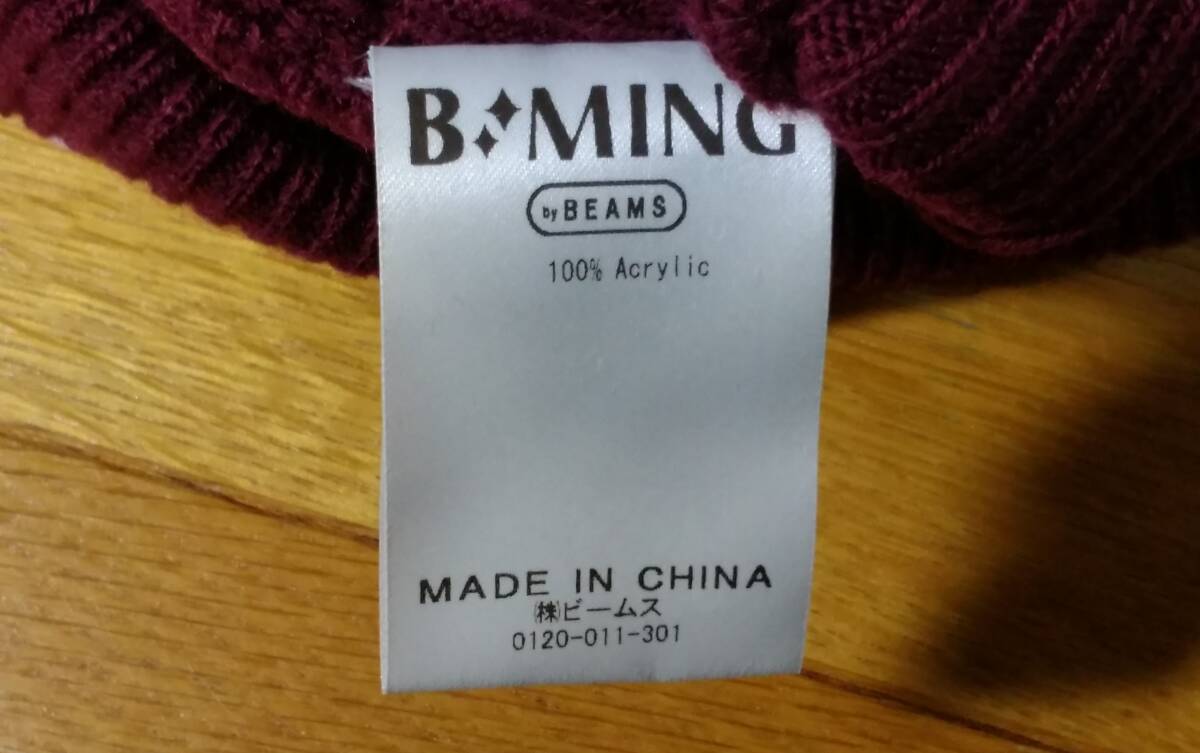 B MING
by BEAMS
100% Acrylic
MADE IN CHINA
㈱ビームス
0120-011-301